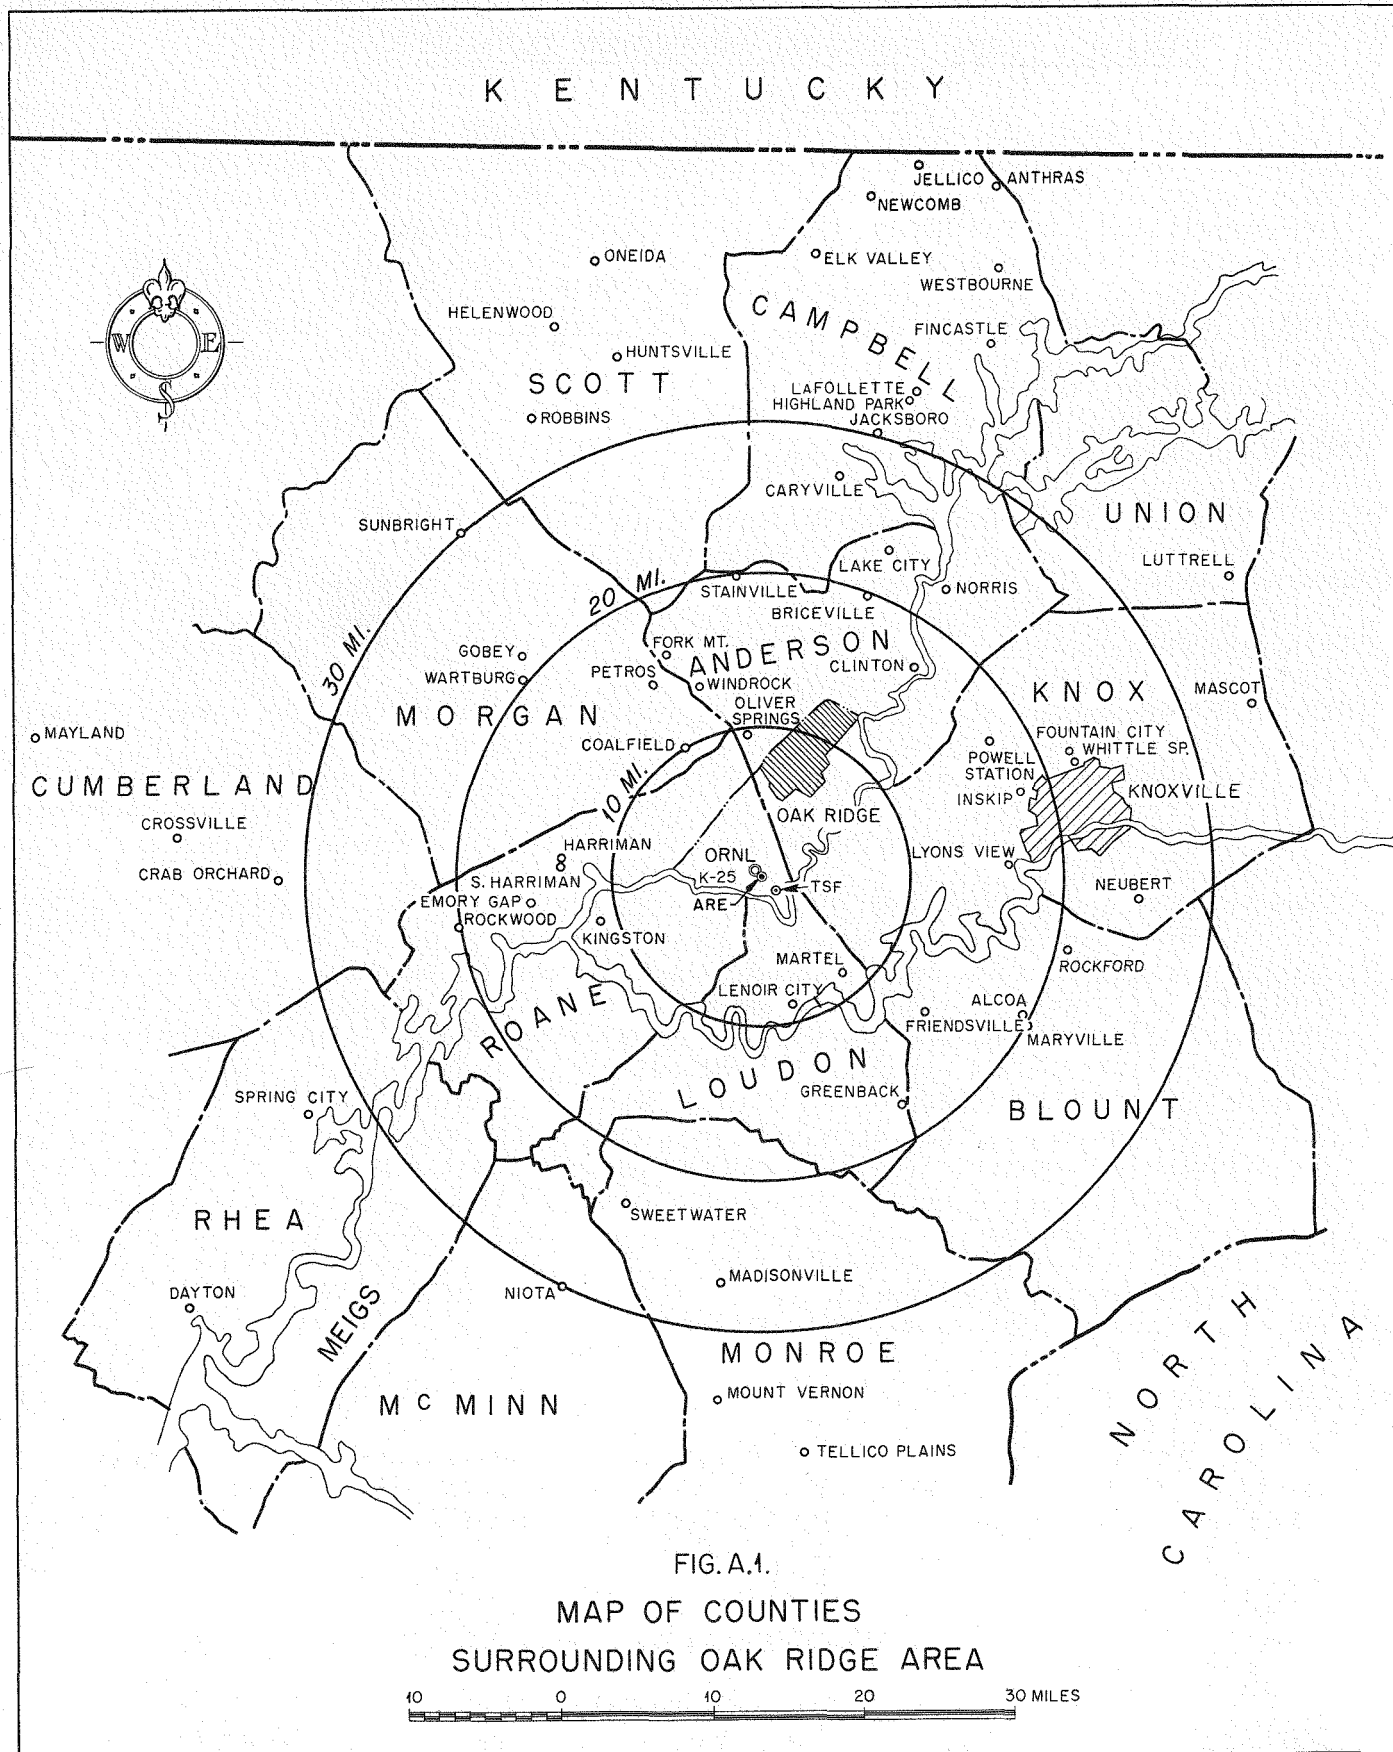 KENTUCKY
JELLICO
ANTHRAS
NEWCOMB
ONEIDA
ELK VALLEY
WESTBOURNE
CAMPBELL
HELENWOOD
FINCASTLE
W
E
S
HUNTSVILLE
SCOTT
LAFOLLETTE
HIGHLAND PARK
JACKSBORO
ROBBINS
CARYVILLE
UNION
SUNBRIGHT
LAKE CITY
LUTTRELL
20 MI.
STAINVILLE
NORRIS
BRICEVILLE
30 MI.
GOBEY
FORK MT.
ANDERSON
CLINTON
WARTBURG
PETROS
WINDROCK
KNOX
MASCOT
MORGAN
OLIVER
SPRINGS
MAYLAND
COALFIELD
POWELL
STATION
FOUNTAIN CITY
WHITTLE SP.
CUMBERLAND
10 MI.
INSKIP
KNOXVILLE
CROSSVILLE
OAK RIDGE
HARRIMAN
ORNL
LYONS VIEW
CRAB ORCHARD
S. HARRIMAN
K-25
TSF
NEUBERT
EMORY GAP
ARE
ROCKWOOD
KINGSTON
MARTEL
ROCKFORD
ROANE
LENOIR CITY
ALCOA
FRIENDSVILLE
MARYVILLE
LOUDON
SPRING CITY
GREENBACK
BLOUNT
RHEA
SWEETWATER
DAYTON
MEIGS
NIOTA
MADISONVILLE
MONROE
NORTH
CAROLINA
MCMINN
MOUNT VERNON
TELLICO PLAINS
FIG. A.1.
MAP OF COUNTIES
SURROUNDING OAK RIDGE AREA
10 0 10 20 30 MILES